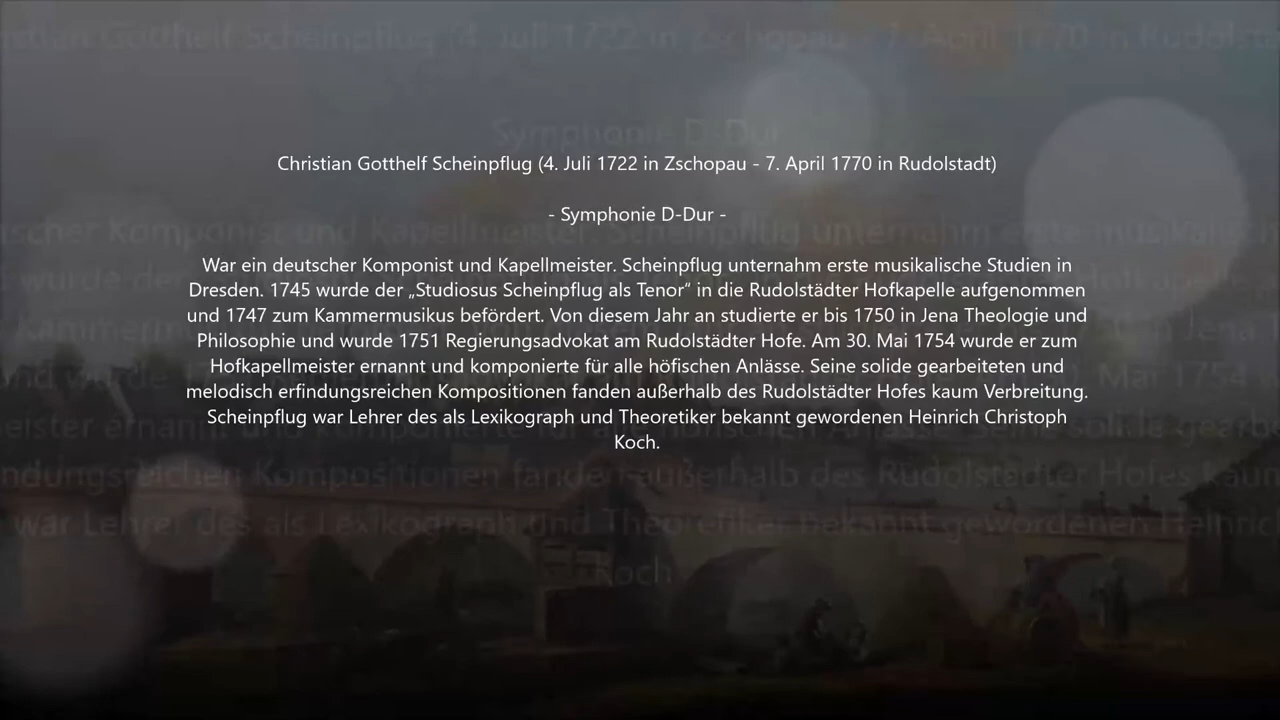 Christian Gotthelf Scheinpflug (4. Juli 1722 in Zschopau - 7. April 1770 in Rudolstadt)
- Symphonie D-Dur -
War ein deutscher Komponist und Kapellmeister. Scheinpflug unternahm erste musikalische Studien in
Dresden. 1745 wurde der „Studiosus Scheinpflug als Tenor“ in die Rudolstädter Hofkapelle aufgenommen
und 1747 zum Kammermusikus befördert. Von diesem Jahr an studierte er bis 1750 in Jena Theologie und
Philosophie und wurde 1751 Regierungsadvokat am Rudolstädter Hofe. Am 30. Mai 1754 wurde er zum
Hofkapellmeister ernannt und komponierte für alle höfischen Anlässe. Seine solide gearbeiteten und
melodisch erfindungsreichen Kompositionen fanden außerhalb des Rudolstädter Hofes kaum Verbreitung.
Scheinpflug war Lehrer des als Lexikograph und Theoretiker bekannt gewordenen Heinrich Christoph
Koch.